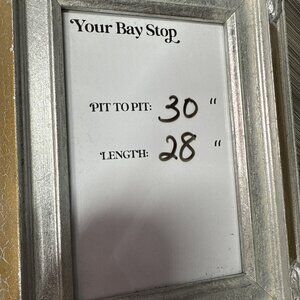 Your Bay Stop
PIT TO PIT: 30 "
LENGTH: 28 "